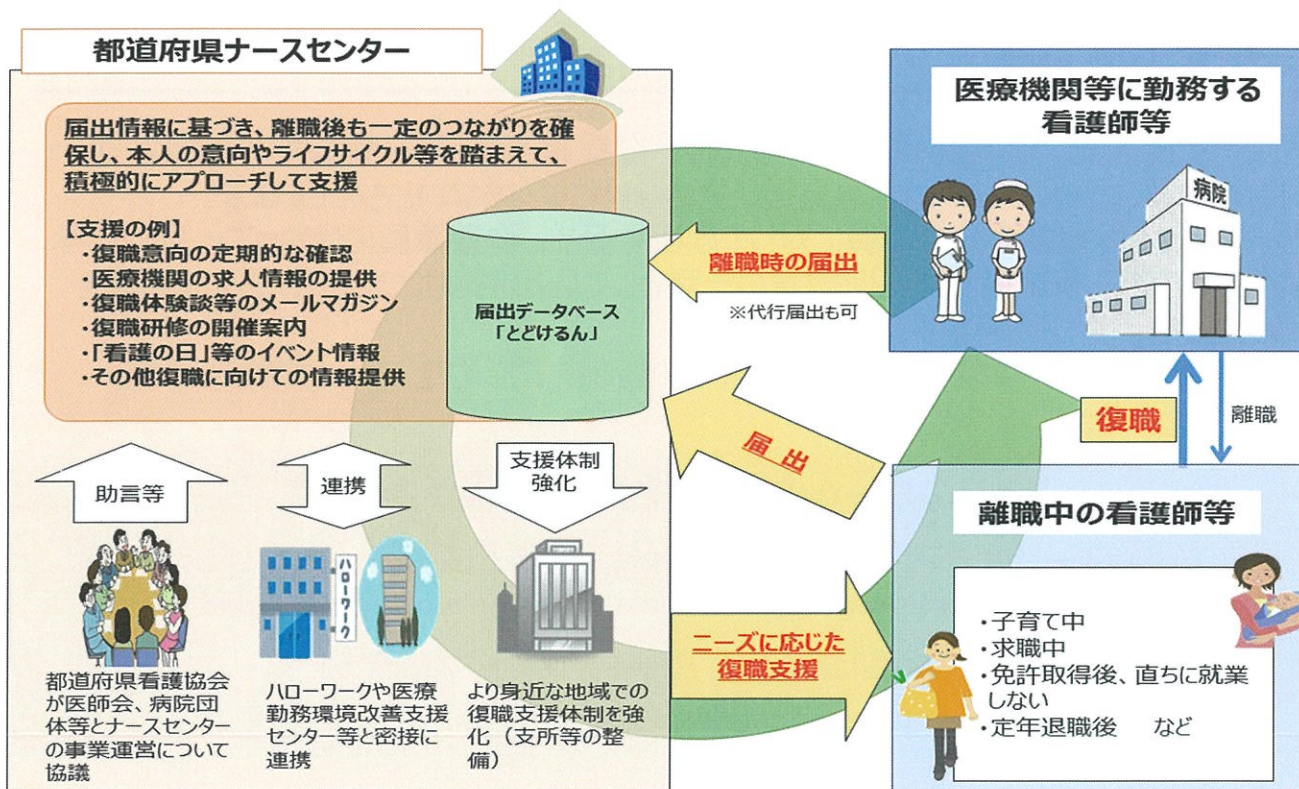 都道府県ナースセンター
届出情報に基づき、離職後も一定のつながりを確
保し、本人の意向やライフサイクル等を踏まえて、
積極的にアプローチして支援
【支援の例】
・復職意向の定期的な確認
・医療機関の求人情報の提供
・復職体験談等のメールマガジン
・復職研修の開催案内
・「看護の日」等のイベント情報
・その他復職に向けての情報提供
届出データベース
「とどけるん」
助言等
連携
支援体制
強化
ハローワーク
都道府県看護協会
が医師会、病院団
体等とナースセンター
の事業運営について
協議
ハローワークや医療
勤務環境改善支援
センター等と密接に
連携
より身近な地域での
復職支援体制を強
化（支所等の整
備）
離職時の届出
※代行届出も可
届出
ニーズに応じた
復職支援
医療機関等に勤務する
看護師等
病院
復職
離職
離職中の看護師等
・子育て中
・求職中
・免許取得後、直ちに就業
しない
・定年退職後　など